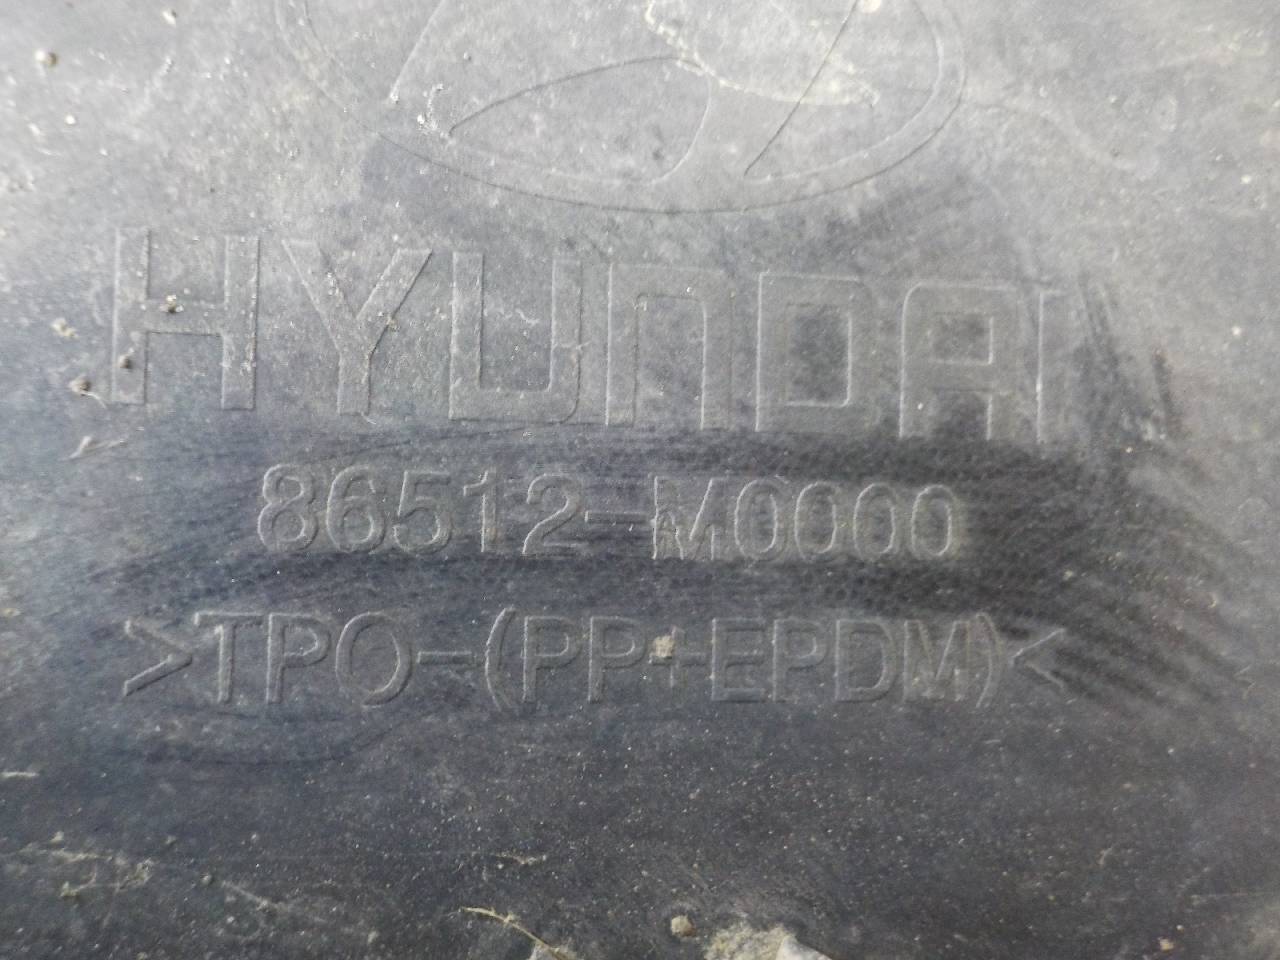 HYUNDAI
86512-M0000
>TPO-(PP+EPDM)<